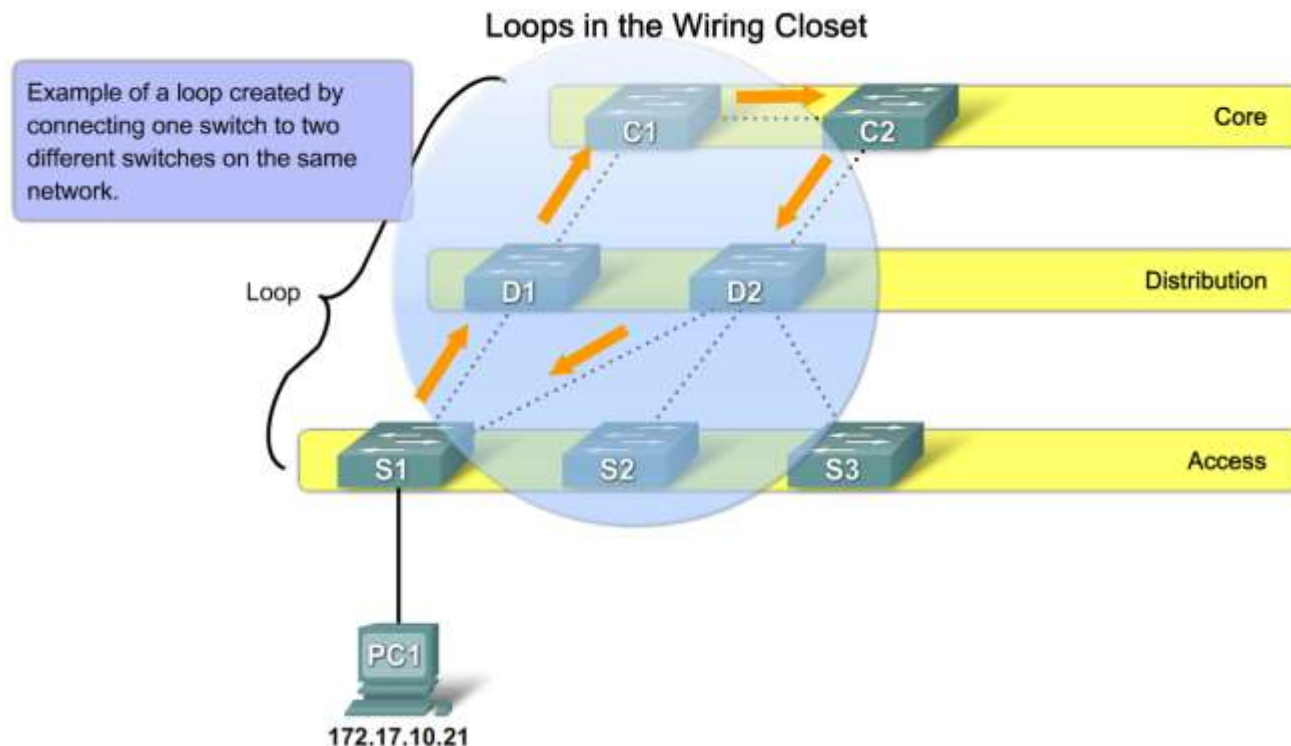 Loops in the Wiring Closet
Example of a loop created by
connecting one switch to two
different switches on the same
network.
C1
C2
Core
Loop
D1
D2
Distribution
S1
S2
S3
Access
PC1
172.17.10.21